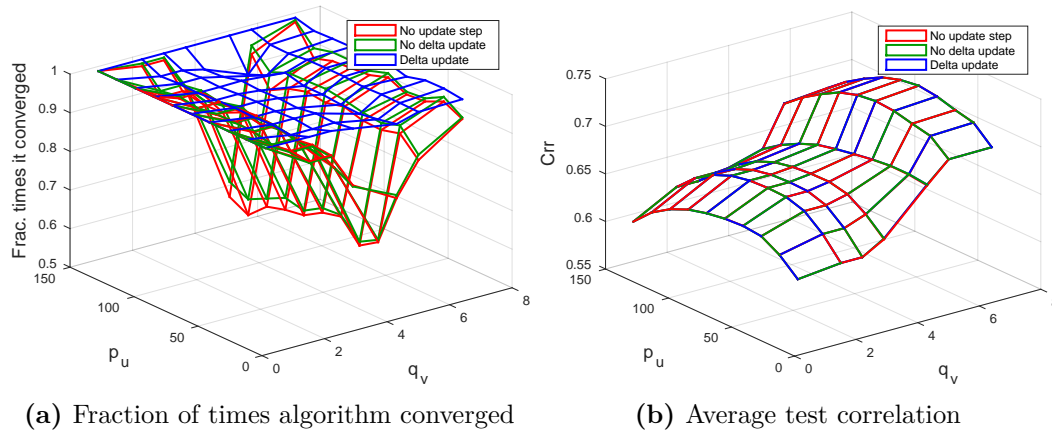 No update step
No delta update
Delta update
1
0.9
0.8
0.7
0.6
0.5
Frac. times it converged
150
100
50
0
p_u
0
2
4
6
8
q_v
No update step
No delta update
Delta update
0.75
0.7
0.65
0.6
0.55
Crr
150
100
50
0
p_u
0
2
4
6
q_v
(a) Fraction of times algorithm converged
(b) Average test correlation